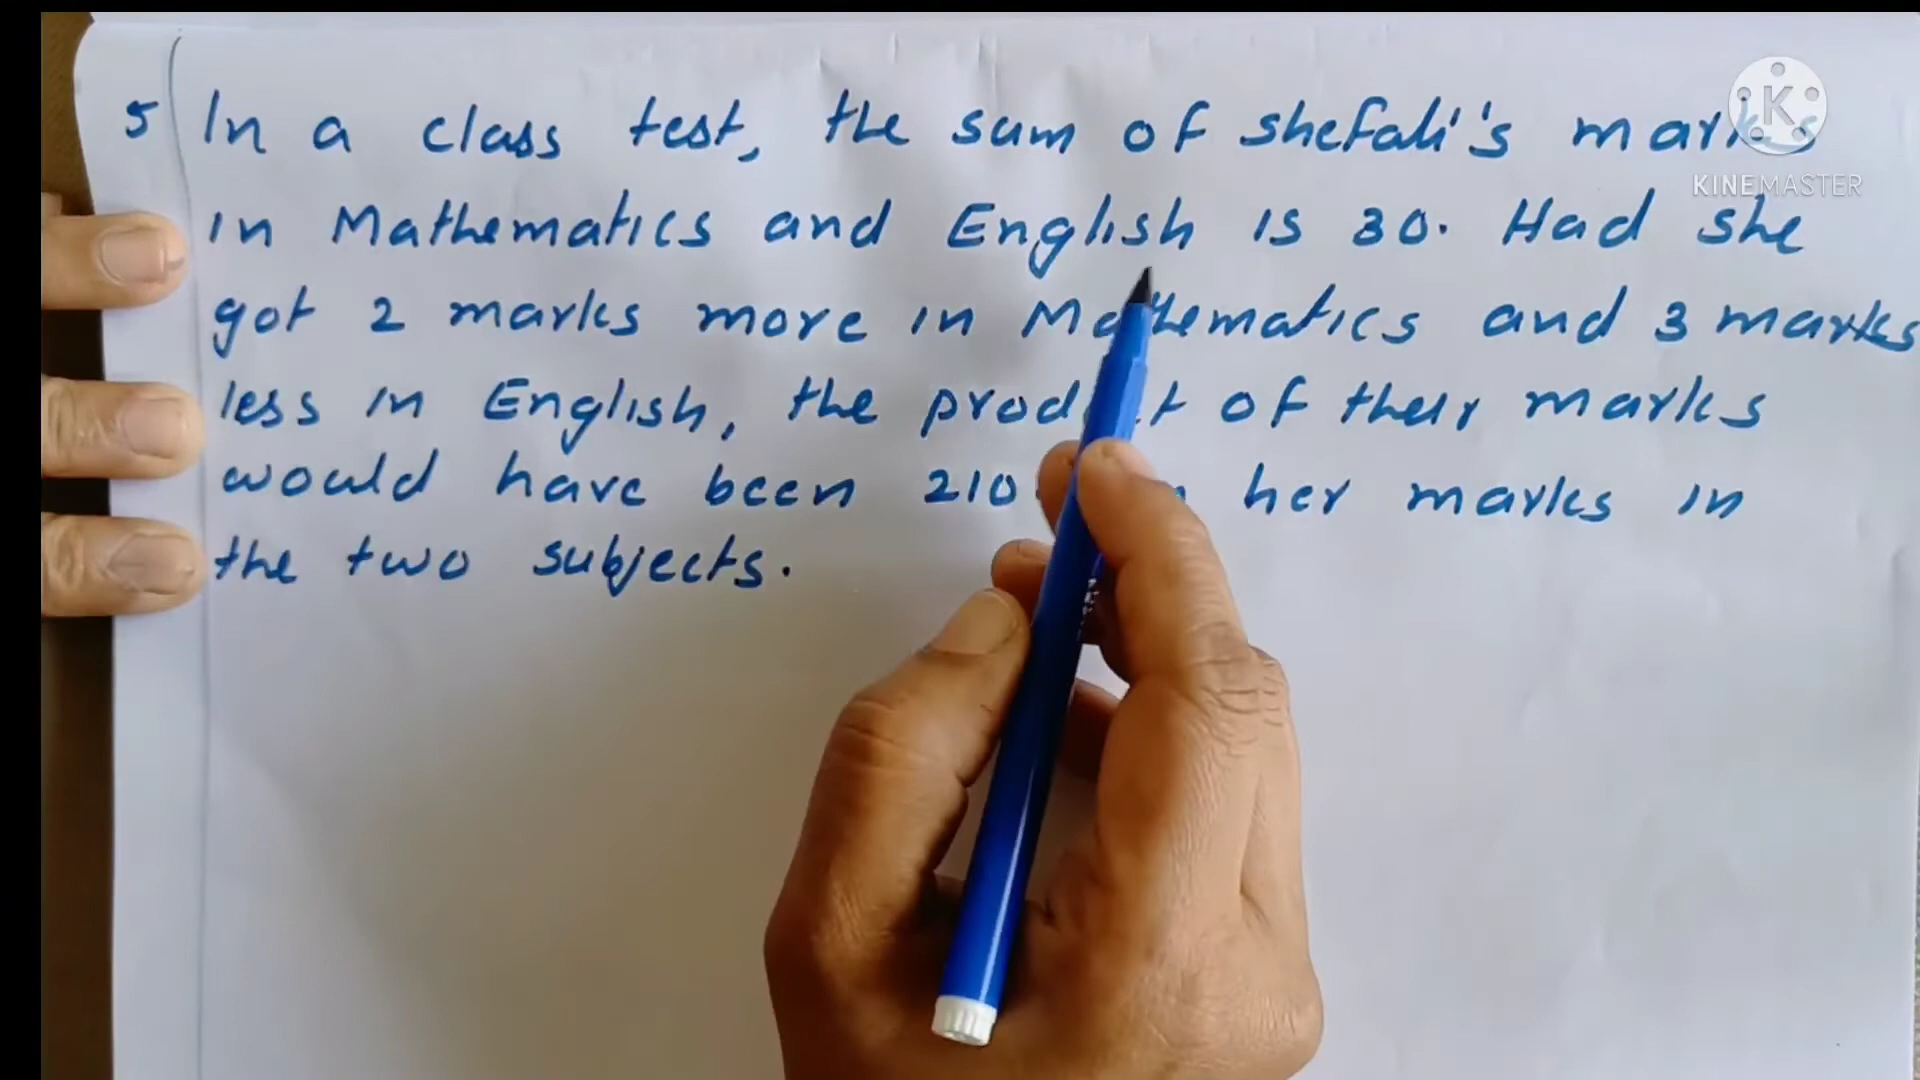 5 In a class test, the sum of shefali's marks
in Mathematics and English is 30. Had she
got 2 marks more in Mathematics and 3 marks
less in English, the product of their marks
would have been 210 her marks in
the two subjects.
KINEMASTER